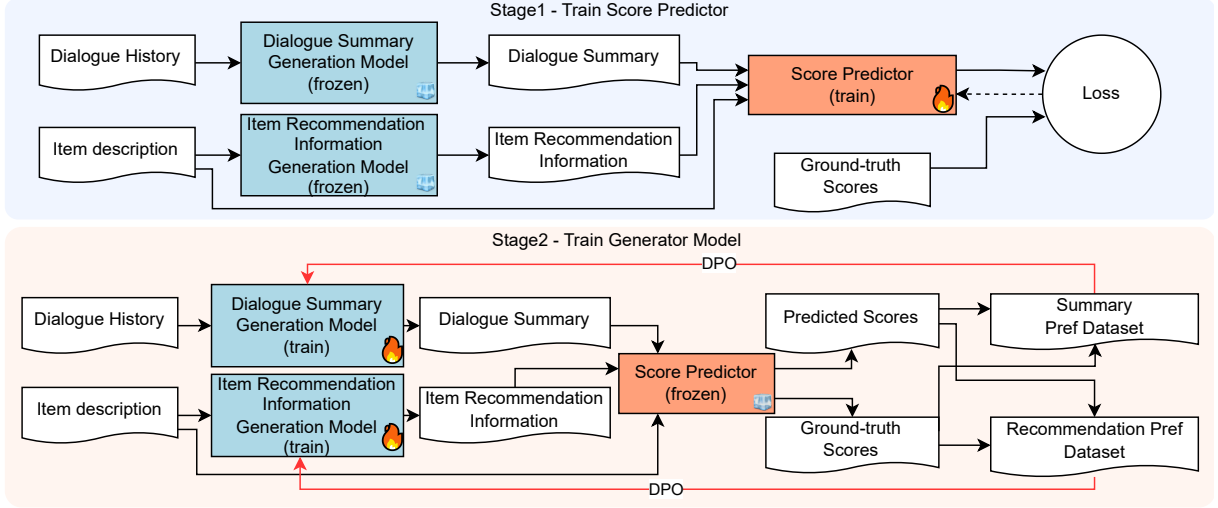 Stage1 - Train Score Predictor
Dialogue History
Dialogue Summary
Generation Model
(frozen)
Dialogue Summary
Score Predictor
(train)
Loss
Item description
Item Recommendation
Information
Generation Model
(frozen)
Item Recommendation
Information
Ground-truth
Scores
Stage2 - Train Generator Model
DPO
Dialogue History
Dialogue Summary
Generation Model
(train)
Dialogue Summary
Predicted Scores
Summary
Pref Dataset
Score Predictor
(frozen)
Item description
Item Recommendation
Information
Generation Model
(train)
Item Recommendation
Information
Ground-truth
Scores
Recommendation Pref
Dataset
DPO